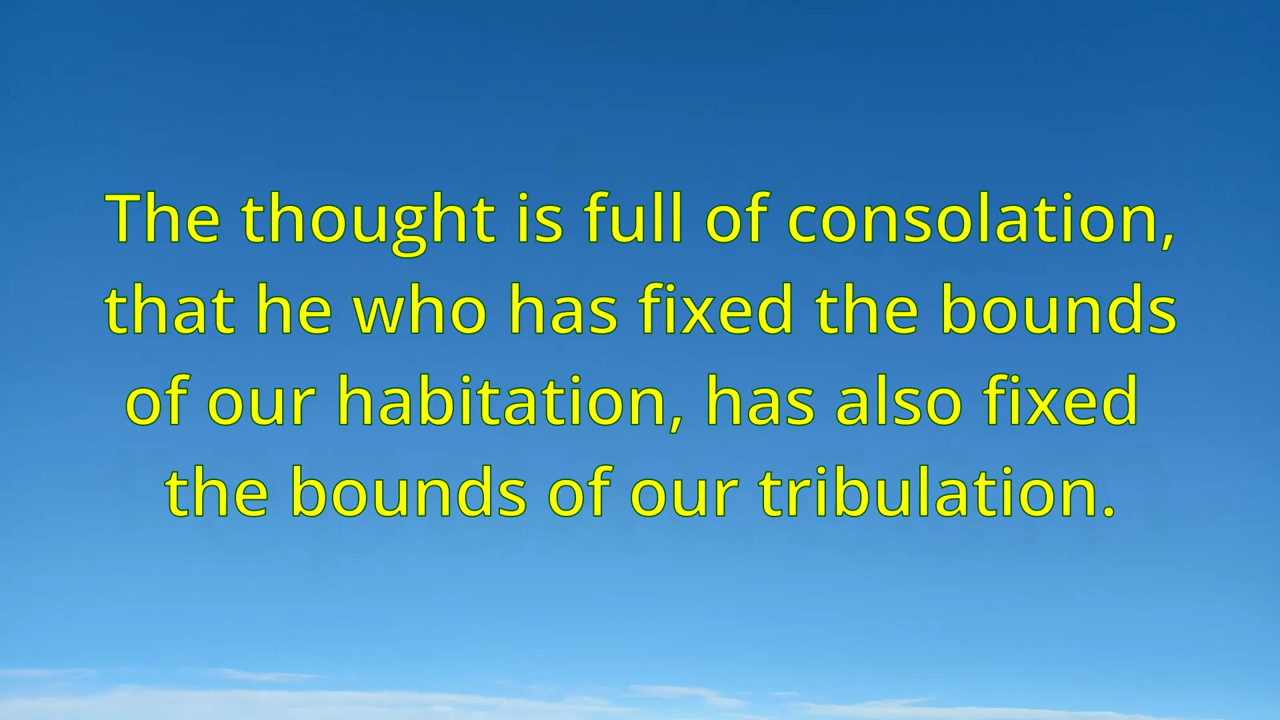 The thought is full of consolation,
that he who has fixed the bounds
of our habitation, has also fixed
the bounds of our tribulation.